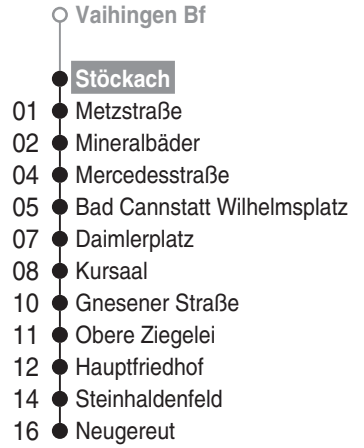 Vaihingen Bf
Stöckach
01 Metzstraße
02 Mineralbäder
04 Mercedesstraße
05 Bad Cannstatt Wilhelmsplatz
07 Daimlerplatz
08 Kursaal
10 Gnesener Straße
11 Obere Ziegelei
12 Hauptfriedhof
14 Steinhaldenfeld
16 Neugereut